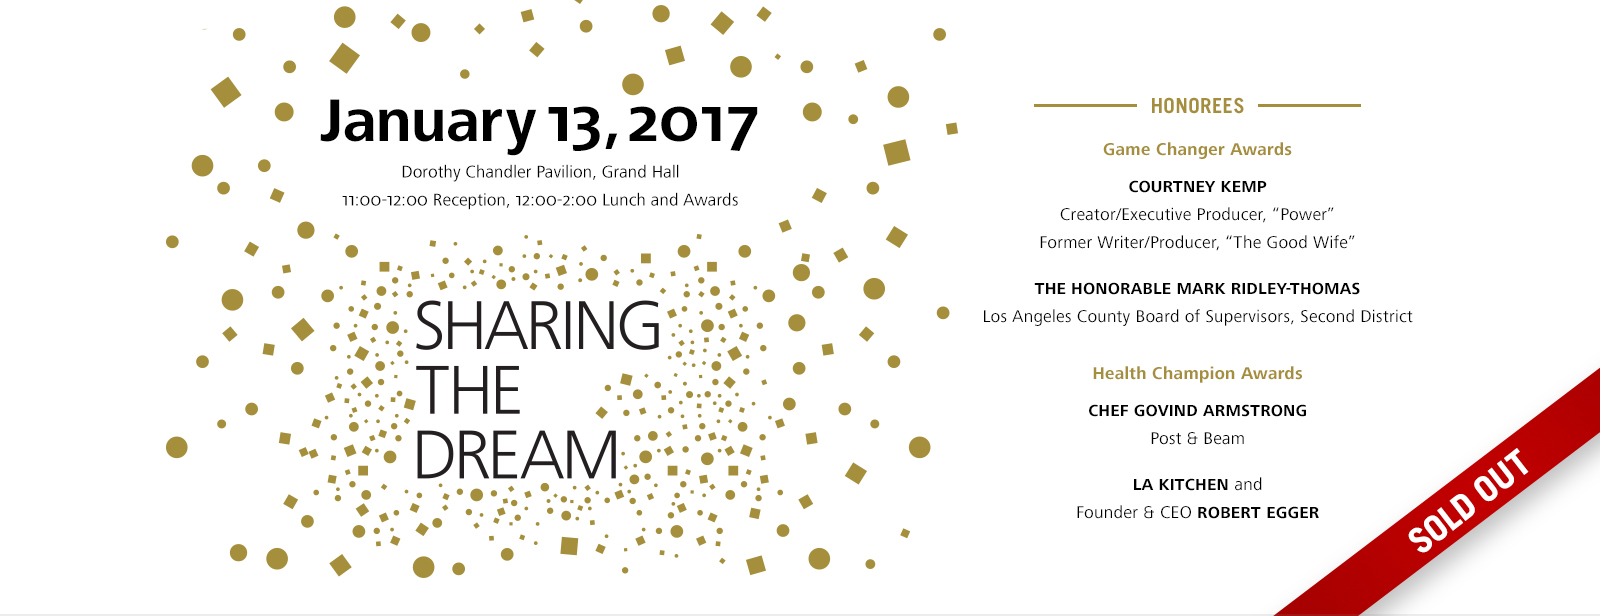 January 13, 2017
Dorothy Chandler Pavilion, Grand Hall
11:00-12:00 Reception, 12:00-2:00 Lunch and Awards
SHARING
THE
DREAM
HONOREES
Game Changer Awards
COURTNEY KEMP
Creator/Executive Producer, “Power”
Former Writer/Producer, “The Good Wife”
THE HONORABLE MARK RIDLEY-THOMAS
Los Angeles County Board of Supervisors, Second District
Health Champion Awards
CHEF GOVIND ARMSTRONG
Post & Beam
LA KITCHEN and
Founder & CEO ROBERT EGGER
SOLD OUT